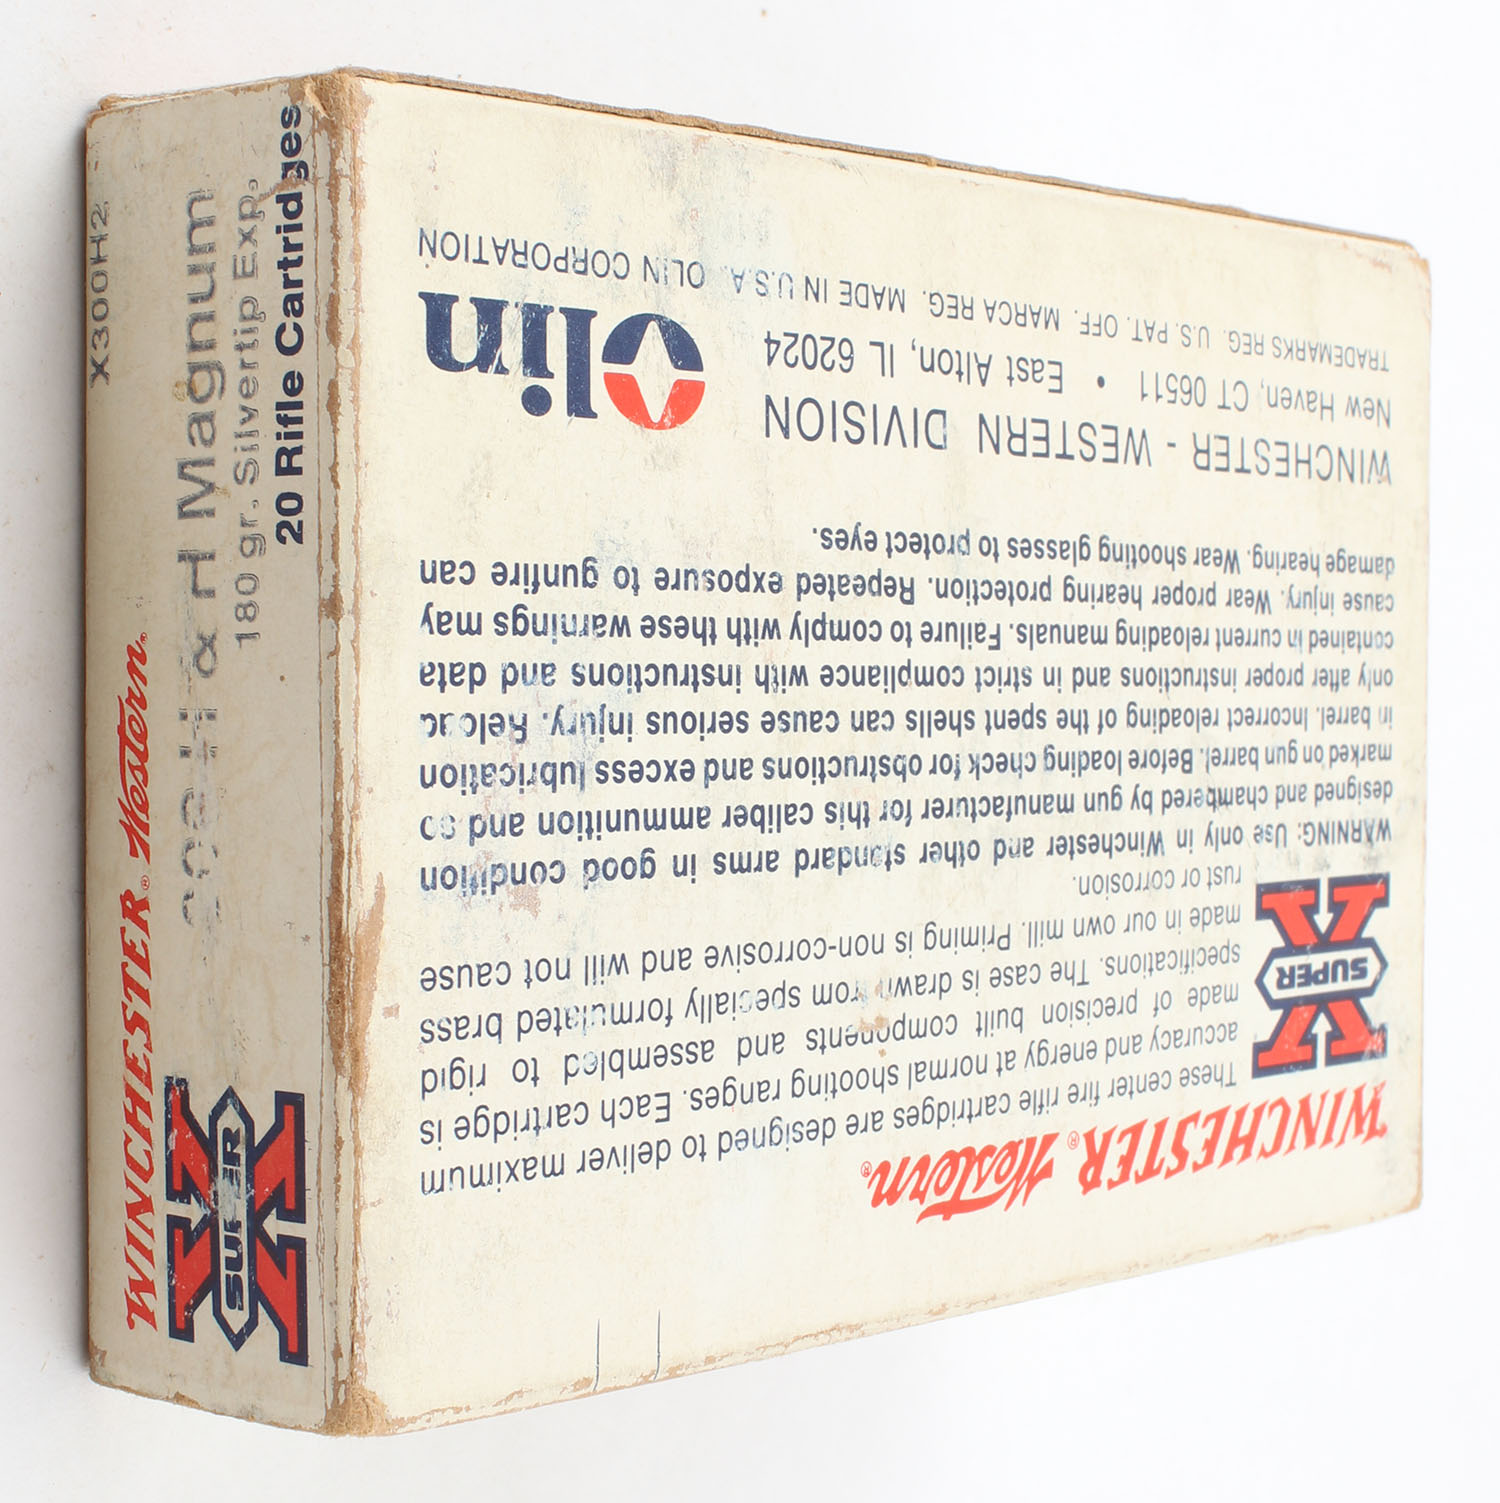 WINCHESTER® Western®
X300H2
SUPER X
H & H Magnum
180 gr. Silvertip Exp.
20 Rifle Cartridges
WINCHESTER® Western®
SUPER X
These center fire rifle cartridges are designed to deliver maximum
accuracy and energy at normal shooting ranges. Each cartridge is
made of precision built components and assembled to rigid
specifications. The case is drawn from specially formulated brass
made in our own mill. Priming is non-corrosive and will not cause
rust or corrosion.
WARNING: Use only in Winchester and other standard arms in good condition
designed and chambered by gun manufacturer for this caliber ammunition and so
marked on gun barrel. Before loading check for obstructions and excess lubrication
in barrel. Incorrect reloading of the spent shells can cause serious injury. Reload
only after proper instructions and in strict compliance with instructions and data
contained in current reloading manuals. Failure to comply with these warnings may
cause injury. Wear proper hearing protection. Repeated exposure to gunfire can
damage hearing. Wear shooting glasses to protect eyes.
WINCHESTER - WESTERN DIVISION
New Haven, CT 06511 • East Alton, IL 62024
TRADEMARKS REG. U.S. PAT. OFF. MARCA REG. MADE IN U.S.A. OLIN CORPORATION
Olin